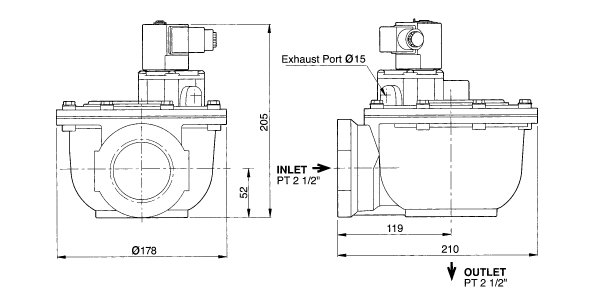 Exhaust Port Ø15
205
INLET
PT 2 1/2"
52
119
Ø178
210
OUTLET
PT 2 1/2"